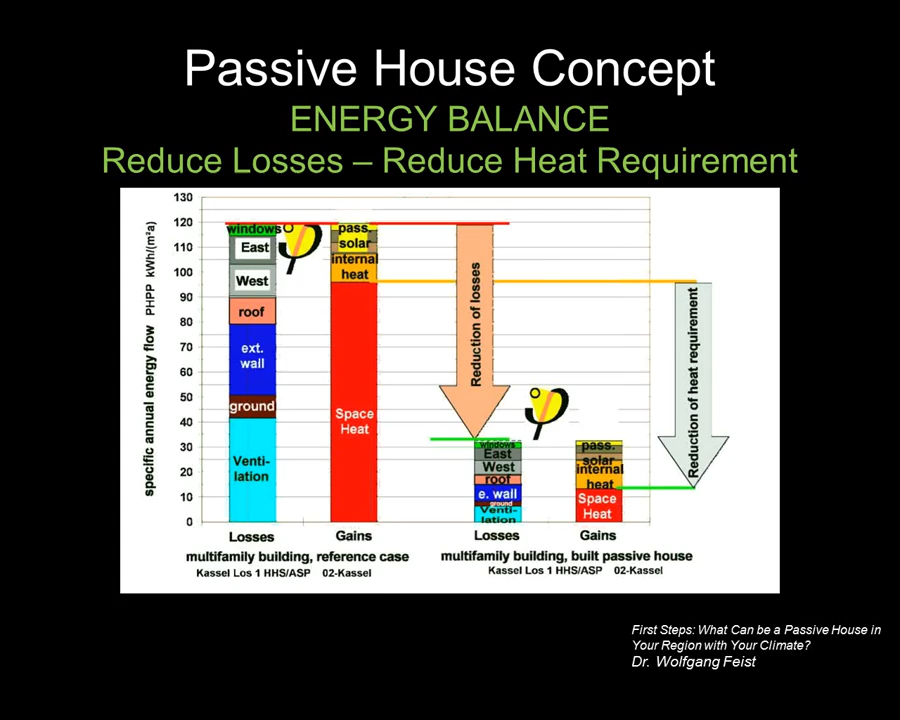 Passive House Concept
ENERGY BALANCE
Reduce Losses – Reduce Heat Requirement
specific annual energy flow PHPP kWh/(m²a)
130
120
110
100
90
80
70
60
50
40
30
20
10
0
windows
East
West
roof
ext.
wall
ground
Venti-
lation
pass.
solar
internal
heat
Space
Heat
Reduction of losses
windows
East
West
roof
e. wall
ground
Venti-
lation
pass.
solar
internal
heat
Space
Heat
Reduction of heat requirement
Losses
Gains
Losses
Gains
multifamily building, reference case
multifamily building, built passive house
Kassel Los 1 HHS/ASP 02-Kassel
Kassel Los 1 HHS/ASP 02-Kassel
First Steps: What Can be a Passive House in
Your Region with Your Climate?
Dr. Wolfgang Feist